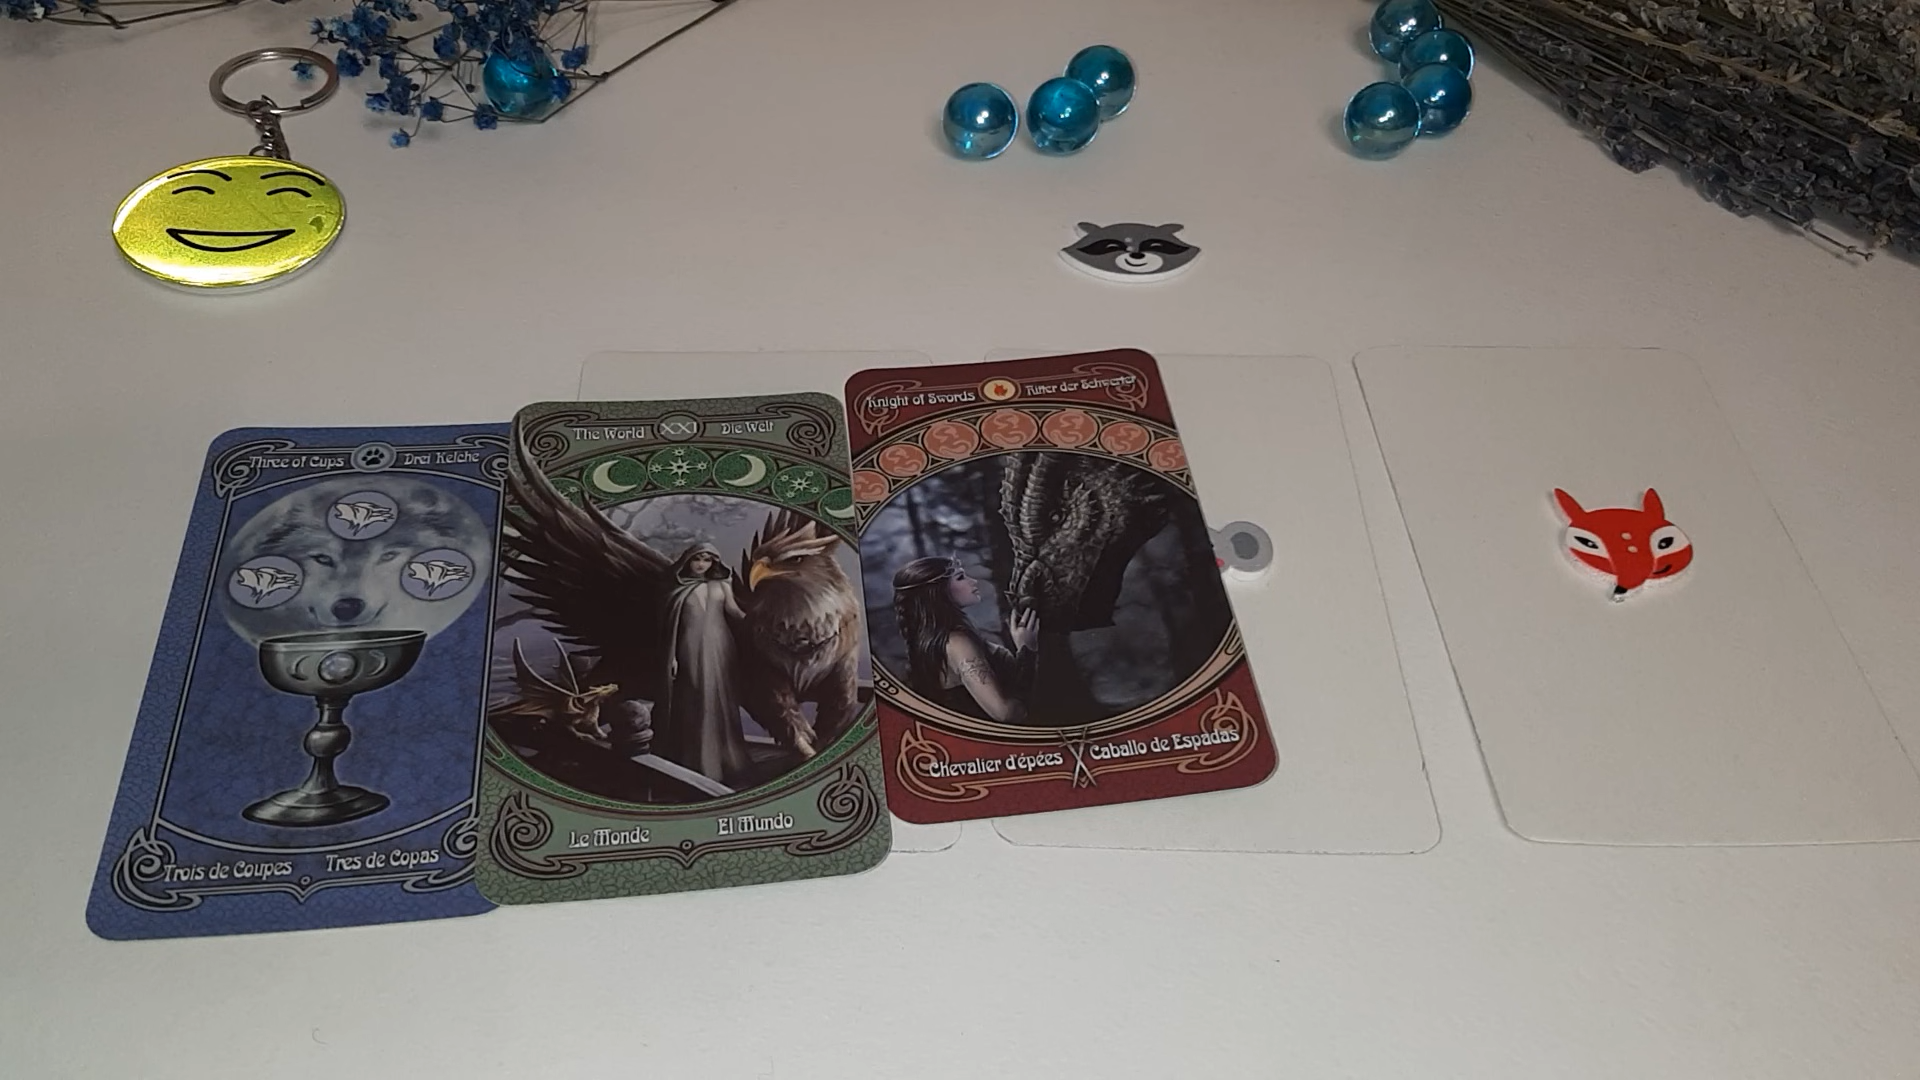 Three of Cups Drei Kelche
Trois de Coupes Tres de Copas
The World XXI Die Welt
Le Monde El Mundo
Knight of Swords Ritter der Schwerter
Chevalier d'épées Caballo de Espadas